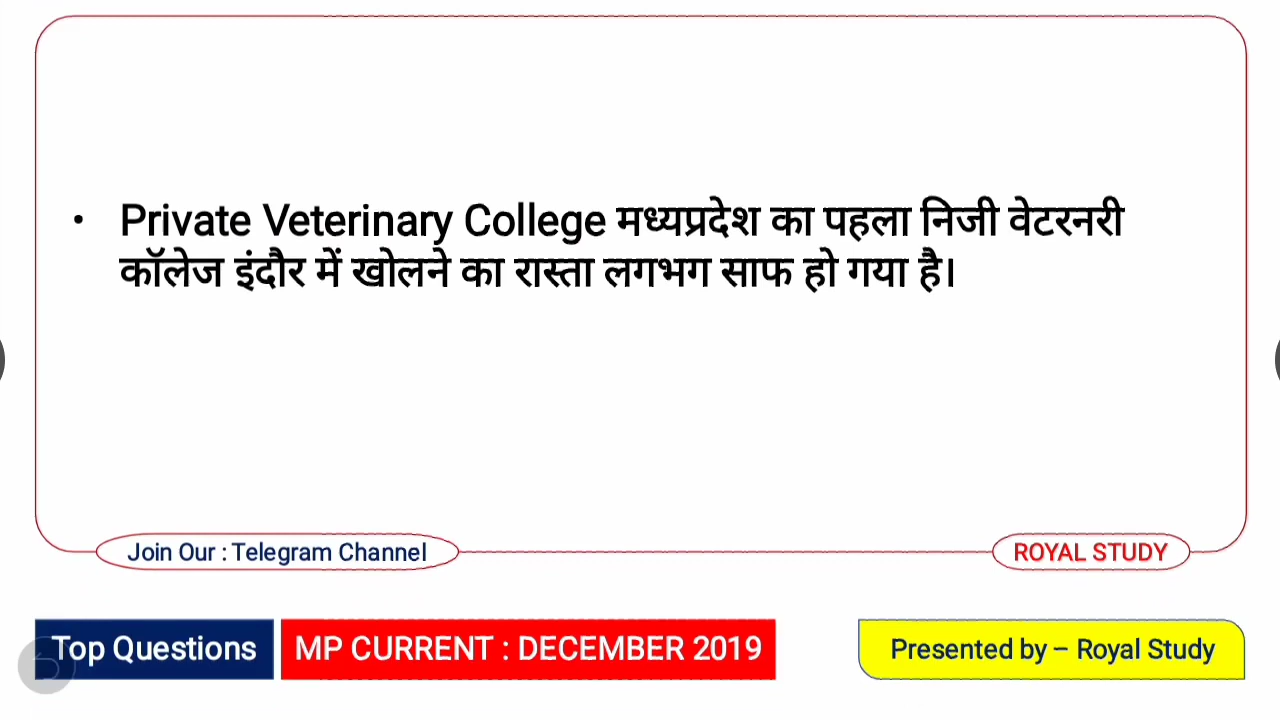 • Private Veterinary College मध्यप्रदेश का पहला निजी वेटरनरी
कॉलेज इंदौर में खोलने का रास्ता लगभग साफ हो गया है।
Join Our : Telegram Channel
ROYAL STUDY
Top Questions
MP CURRENT : DECEMBER 2019
Presented by – Royal Study